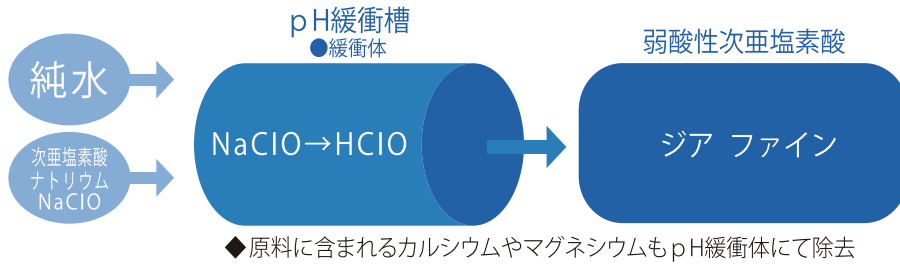 pH緩衝槽
●緩衝体
純水
次亜塩素酸
ナトリウム
NaClO
NaClO→HClO
弱酸性次亜塩素酸
ジア ファイン
◆原料に含まれるカルシウムやマグネシウムもpH緩衝体にて除去